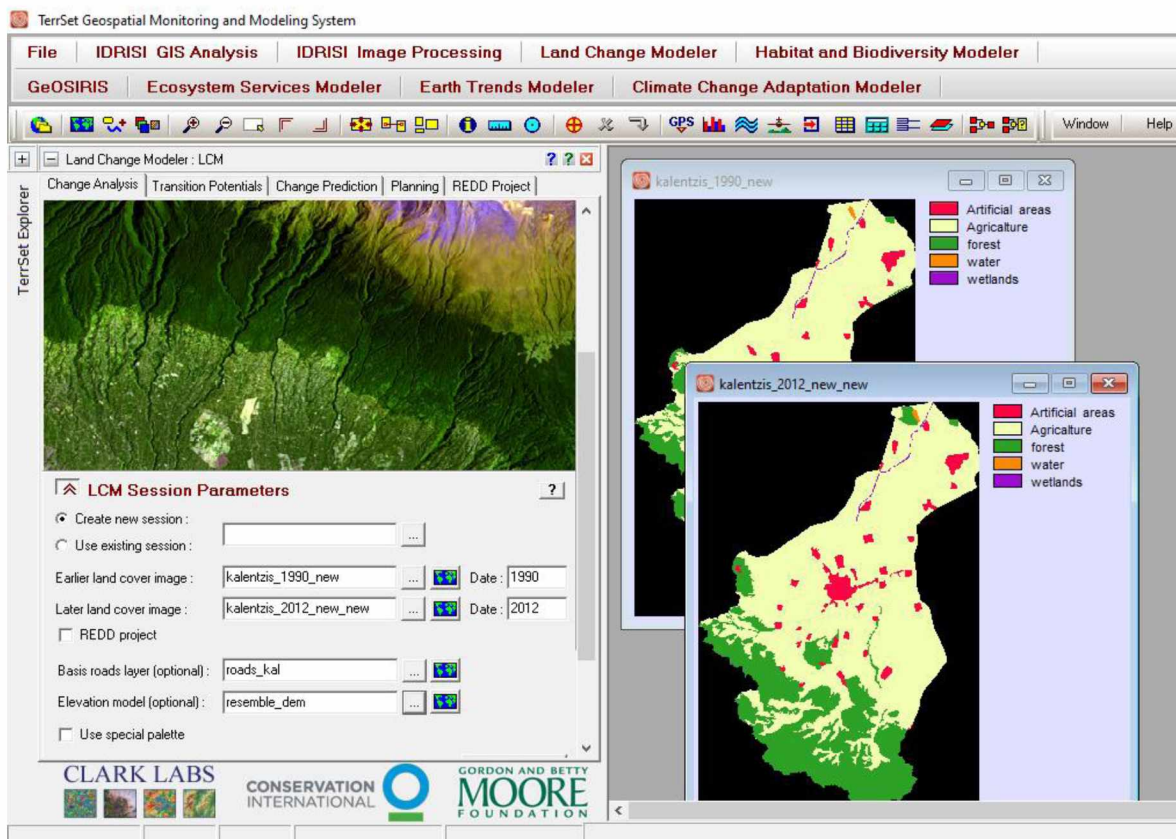 TerrSet Geospatial Monitoring and Modeling System
File IDRISI GIS Analysis IDRISI Image Processing Land Change Modeler Habitat and Biodiversity Modeler
GeOSIRIS Ecosystem Services Modeler Earth Trends Modeler Climate Change Adaptation Modeler
GPS Window Help
Land Change Modeler : LCM ? ?
TerrSet Explorer
Change Analysis Transition Potentials Change Prediction Planning REDD Project
LCM Session Parameters ?
Create new session :
...
Use existing session :
Earlier land cover image : kalentzis_1990_new ... Date : 1990
Later land cover image : kalentzis_2012_new_new ... Date : 2012
REDD project
Basis roads layer (optional) : roads_kal ...
Elevation model (optional) : resemble_dem ...
Use special palette
CLARK LABS
CONSERVATION
INTERNATIONAL
GORDON AND BETTY
MOORE
FOUNDATION
kalentzis_1990_new
Artificial areas
Agriculture
forest
water
wetlands
kalentzis_2012_new_new
Artificial areas
Agricalture
forest
water
wetlands